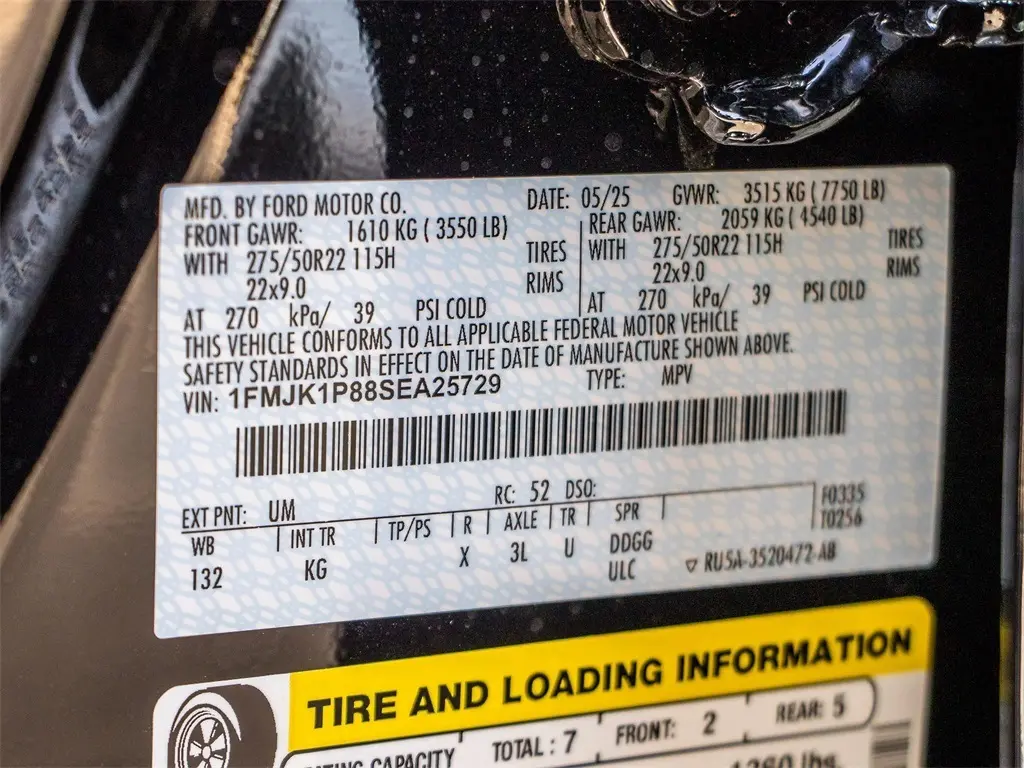 MFD. BY FORD MOTOR CO. DATE: 05/25 GVWR: 3515 KG ( 7750 LB)
FRONT GAWR: 1610 KG ( 3550 LB) REAR GAWR: 2059 KG ( 4540 LB)
WITH 275/50R22 115H TIRES WITH 275/50R22 115H TIRES
22x9.0 RIMS 22x9.0 RIMS
AT 270 kPa/ 39 PSI COLD AT 270 kPa/ 39 PSI COLD
THIS VEHICLE CONFORMS TO ALL APPLICABLE FEDERAL MOTOR VEHICLE
SAFETY STANDARDS IN EFFECT ON THE DATE OF MANUFACTURE SHOWN ABOVE.
VIN: 1FMJK1P88SEA25729 TYPE: MPV
EXT PNT: UM RC: 52 DSO: F0335
WB INT TR TP/PS R AXLE TR SPR T0256
132 KG X 3L U DDGG
ULC ▽ RU5A-3520472-AB
TIRE AND LOADING INFORMATION
CAPACITY TOTAL : 7 FRONT: 2 REAR: 5